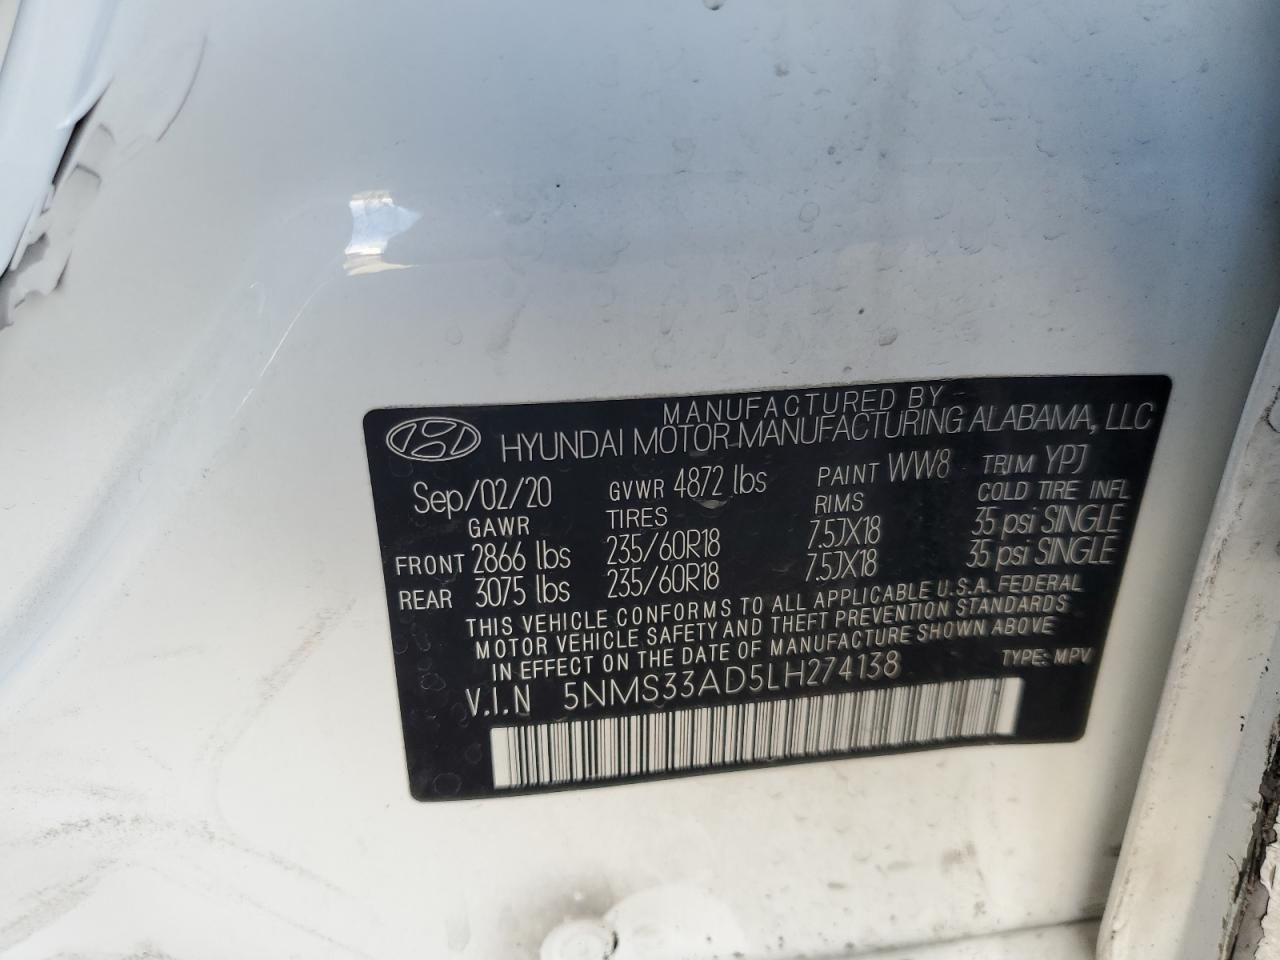 MANUFACTURED BY
HYUNDAI MOTOR MANUFACTURING ALABAMA, LLC
Sep/02/20 GVWR 4872 lbs PAINT WW8 TRIM YPJ
GAWR TIRES RIMS COLD TIRE INFL
FRONT 2866 lbs 235/60R18 7.5JX18 35 psi SINGLE
REAR 3075 lbs 235/60R18 7.5JX18 35 psi SINGLE
THIS VEHICLE CONFORMS TO ALL APPLICABLE U.S.A. FEDERAL
MOTOR VEHICLE SAFETY AND THEFT PREVENTION STANDARDS
IN EFFECT ON THE DATE OF MANUFACTURE SHOWN ABOVE
V.I.N 5NMS33AD5LH274138 TYPE: MPV